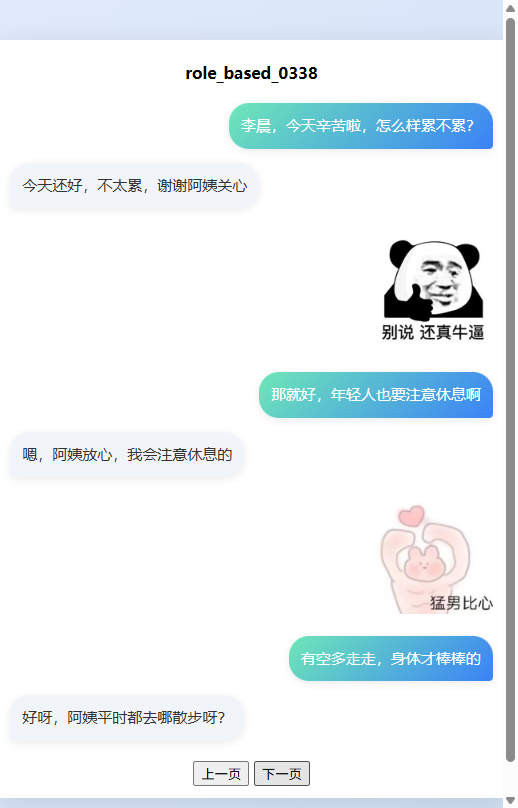 role_based_0338
李晨，今天辛苦啦，怎么样累不累？
今天还好，不太累，谢谢阿姨关心
别说 还真牛逼
那就好，年轻人也要注意休息啊
嗯，阿姨放心，我会注意休息的
猛男比心
有空多走走，身体才棒棒的
好呀，阿姨平时都去哪散步呀？
上一页 下一页